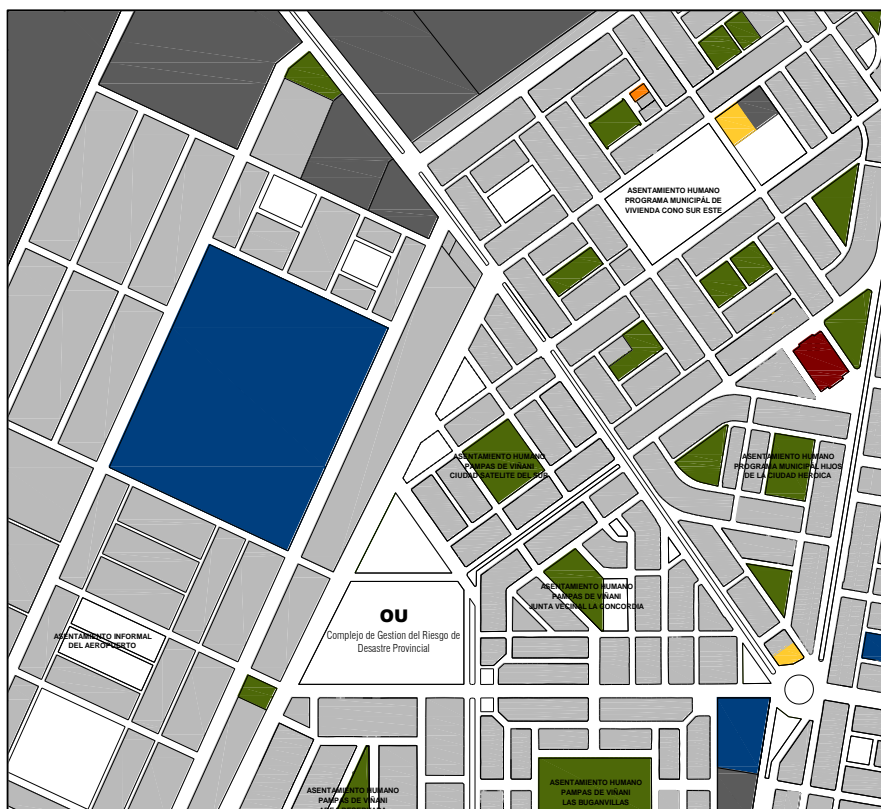 ASENTAMIENTO HUMANO
PROGRAMA MUNICIPAL DE
VIVIENDA CONO SUR ESTE
ASENTAMIENTO HUMANO
PAMPAS DE VIÑANI
CIUDAD SATELITE DEL SUR
ASENTAMIENTO HUMANO
PROGRAMA MUNICIPAL HIJOS
DE LA CIUDAD HEROICA
ASENTAMIENTO HUMANO
PAMPAS DE VIÑANI
JUNTA VECINAL LA CONCORDIA
OU
Complejo de Gestion del Riesgo de
Desastre Provincial
ASENTAMIENTO INFORMAL
DEL AEROPUERTO
ASENTAMIENTO HUMANO
PAMPAS DE VIÑANI
ASENTAMIENTO HUMANO
PAMPAS DE VIÑANI
LAS BUGANVILLAS